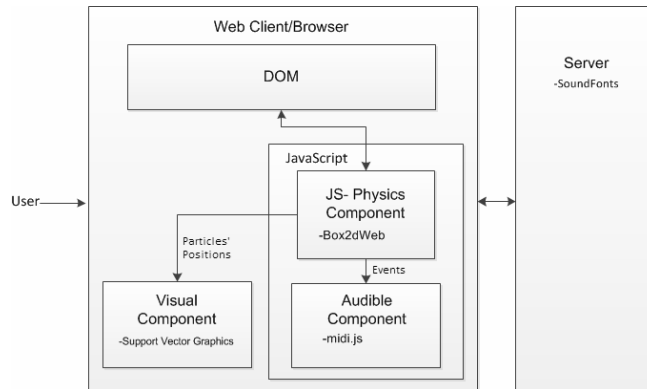 Web Client/Browser
DOM
JavaScript
JS- Physics
Component
-Box2dWeb
User
Particles'
Positions
Events
Visual
Component
-Support Vector Graphics
Audible
Component
-midi.js
Server
-SoundFonts